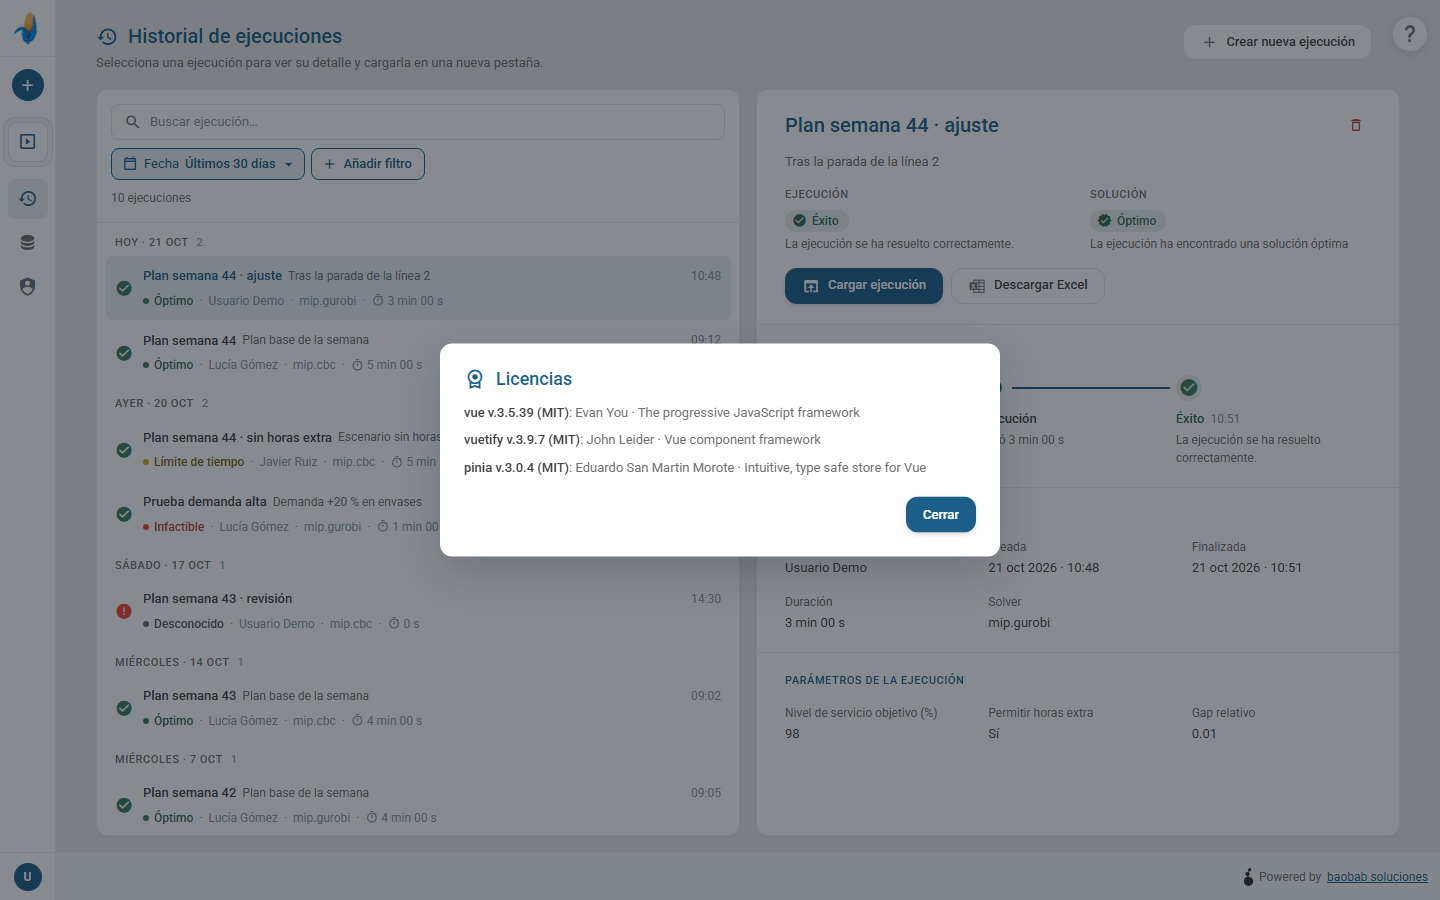 Historial de ejecuciones
Selecciona una ejecución para ver su detalle y cargarla en una nueva pestaña.
Crear nueva ejecución
?
Buscar ejecución...
Fecha Últimos 30 días
Añadir filtro
10 ejecuciones
HOY · 21 OCT 2
Plan semana 44 · ajuste Tras la parada de la línea 2 10:48
Óptimo · Usuario Demo · mip.gurobi · 3 min 00 s
Plan semana 44 Plan base de la semana 09:12
Óptimo · Lucía Gómez · mip.cbc · 5 min 00 s
AYER · 20 OCT 2
Plan semana 44 · sin horas extra Escenario sin horas
Límite de tiempo · Javier Ruiz · mip.cbc · 5 min
Prueba demanda alta Demanda +20 % en envases
Infactible · Lucía Gómez · mip.gurobi · 1 min 00
SÁBADO · 17 OCT 1
Plan semana 43 · revisión 14:30
Desconocido · Usuario Demo · mip.cbc · 0 s
MIÉRCOLES · 14 OCT 1
Plan semana 43 Plan base de la semana 09:02
Óptimo · Lucía Gómez · mip.cbc · 4 min 00 s
MIÉRCOLES · 7 OCT 1
Plan semana 42 Plan base de la semana 09:05
Óptimo · Lucía Gómez · mip.gurobi · 4 min 00 s
Plan semana 44 · ajuste
Tras la parada de la línea 2
EJECUCIÓN SOLUCIÓN
Éxito Óptimo
La ejecución se ha resuelto correctamente. La ejecución ha encontrado una solución óptima
Cargar ejecución Descargar Excel
Éxito 10:51
3 min 00 s
La ejecución se ha resuelto
correctamente.
Finalizada
Usuario Demo 21 oct 2026 · 10:48 21 oct 2026 · 10:51
Duración Solver
3 min 00 s mip.gurobi
PARÁMETROS DE LA EJECUCIÓN
Nivel de servicio objetivo (%) Permitir horas extra Gap relativo
98 Sí 0.01
Licencias
vue v.3.5.39 (MIT): Evan You · The progressive JavaScript framework
vuetify v.3.9.7 (MIT): John Leider · Vue component framework
pinia v.3.0.4 (MIT): Eduardo San Martin Morote · Intuitive, type safe store for Vue
Cerrar
U
Powered by baobab soluciones